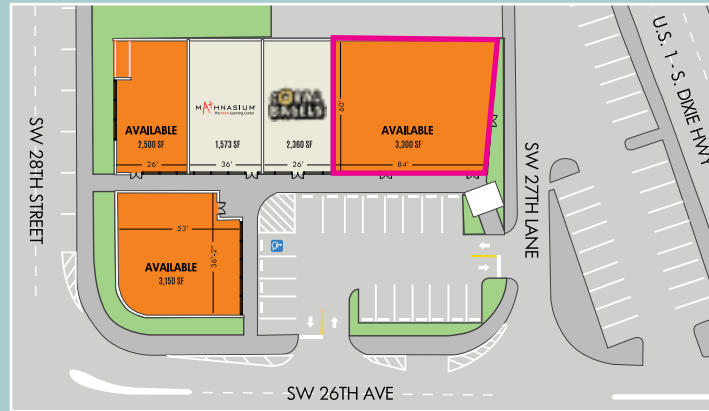 U.S. 1 - S. DIXIE HWY
SW 28TH STREET
SW 27TH LANE
AVAILABLE
2,500 SF
26'
MATHNASIUM
The Math Learning Center
1,573 SF
36'
2,360 SF
26'
60'
AVAILABLE
3,300 SF
84'
53'
36'-2"
AVAILABLE
3,150 SF
SW 26TH AVE